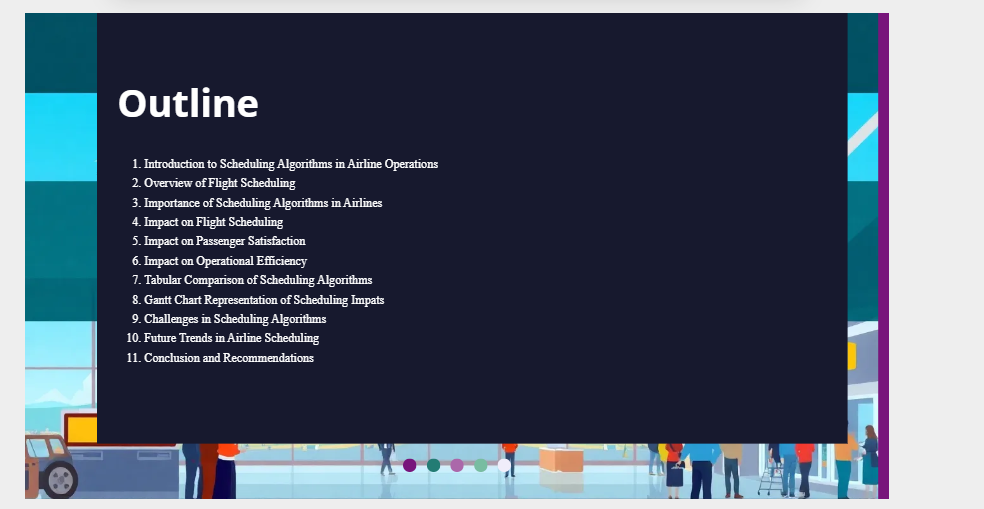 Outline
1. Introduction to Scheduling Algorithms in Airline Operations
2. Overview of Flight Scheduling
3. Importance of Scheduling Algorithms in Airlines
4. Impact on Flight Scheduling
5. Impact on Passenger Satisfaction
6. Impact on Operational Efficiency
7. Tabular Comparison of Scheduling Algorithms
8. Gantt Chart Representation of Scheduling Impats
9. Challenges in Scheduling Algorithms
10. Future Trends in Airline Scheduling
11. Conclusion and Recommendations